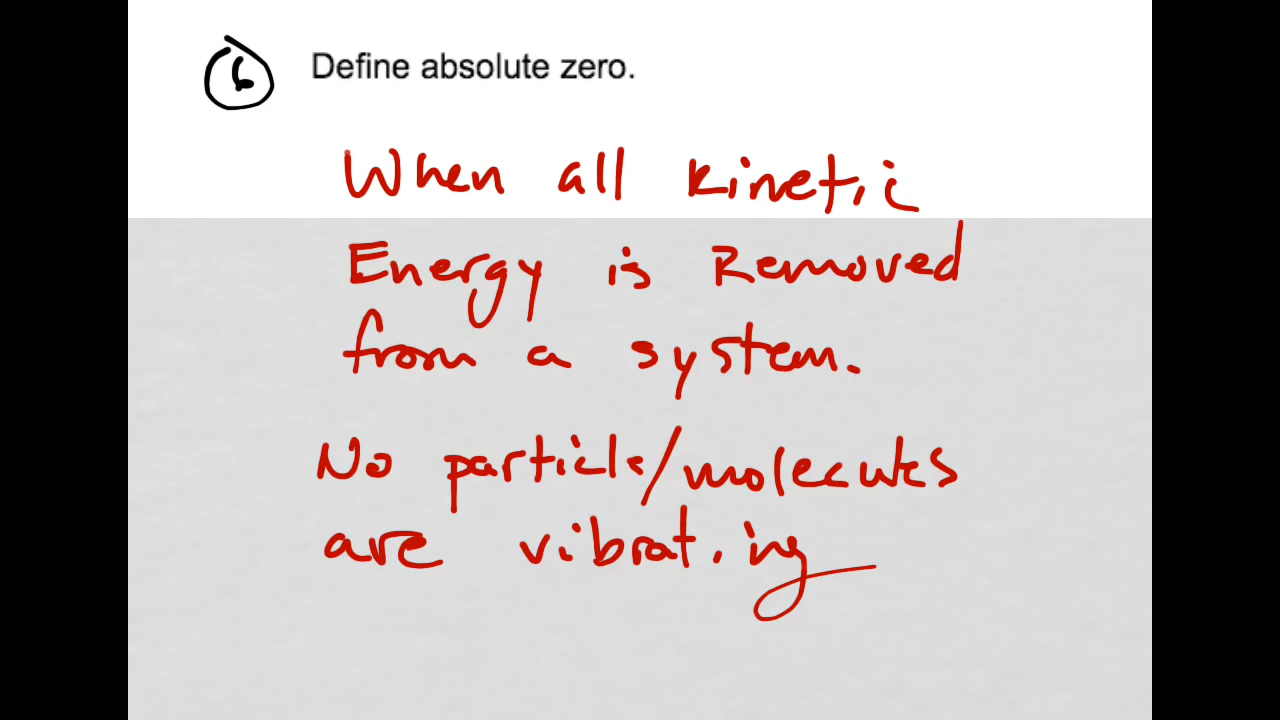 6 Define absolute zero.
When all Kinetic
Energy is Removed
from a system.
No particle/molecules
are vibrating